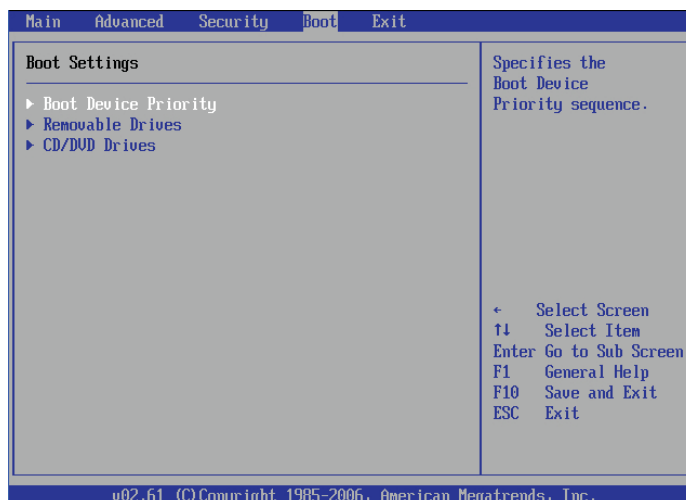 Main Advanced Security Boot Exit
Boot Settings
▶ Boot Device Priority
▶ Removable Drives
▶ CD/DVD Drives
Specifies the
Boot Device
Priority sequence.
← Select Screen
↑↓ Select Item
Enter Go to Sub Screen
F1 General Help
F10 Save and Exit
ESC Exit
v02.61 (C)Copyright 1985-2006, American Megatrends, Inc.